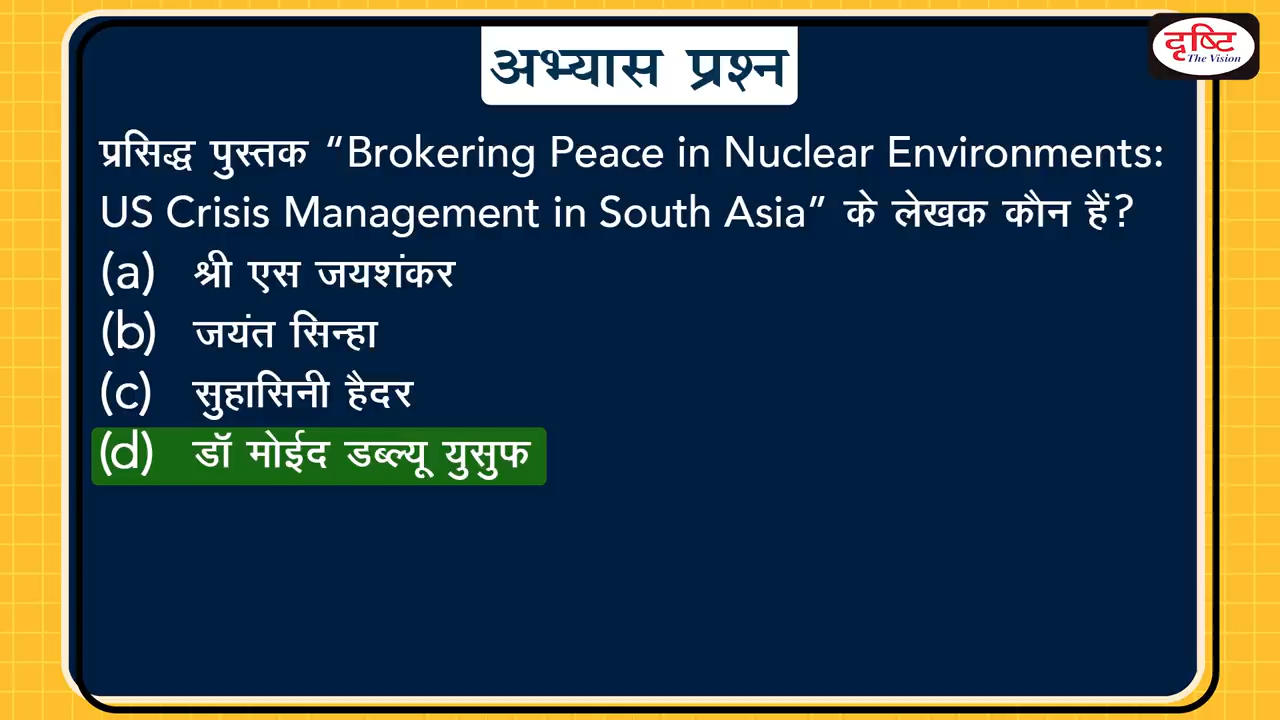 दृष्टि
The Vision
अभ्यास प्रश्न
प्रसिद्ध पुस्तक “Brokering Peace in Nuclear Environments:
US Crisis Management in South Asia” के लेखक कौन हैं?
(a) श्री एस जयशंकर
(b) जयंत सिन्हा
(c) सुहासिनी हैदर
(d) डॉ मोईद डब्ल्यू युसुफ